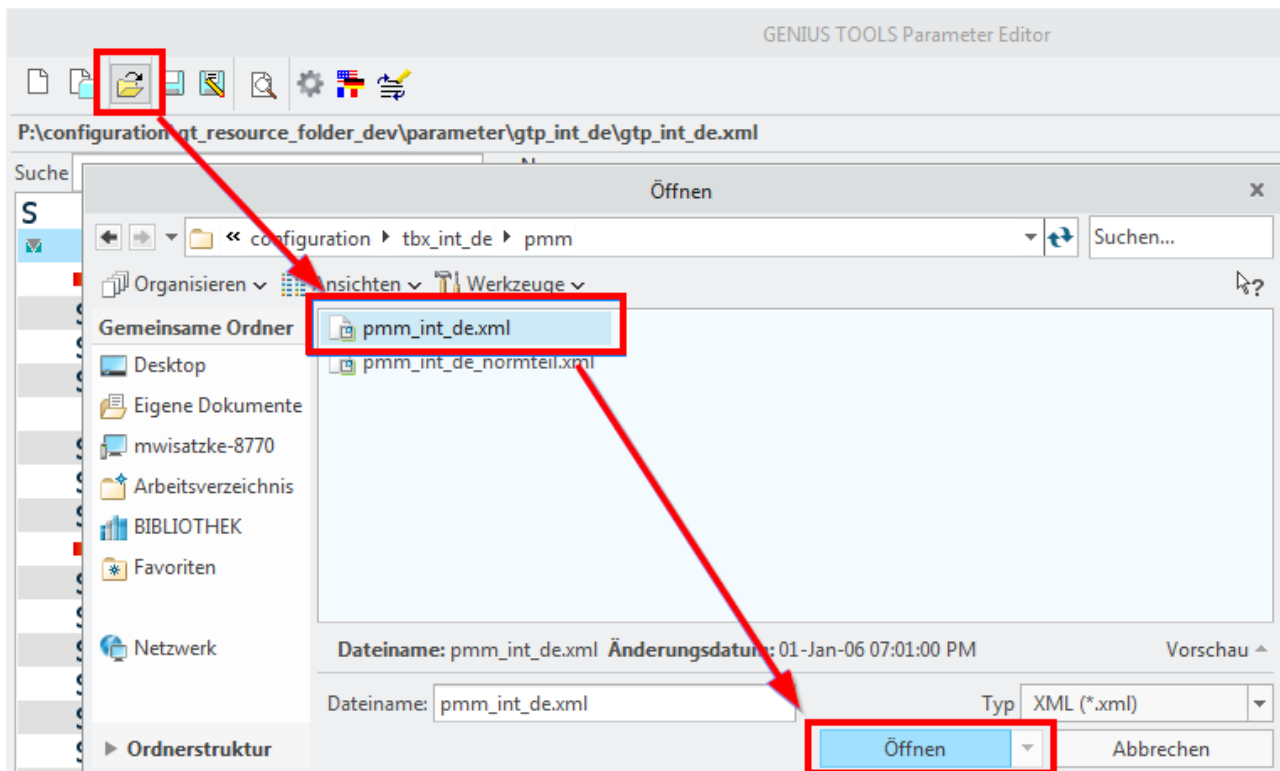 GENIUS TOOLS Parameter Editor
P:\configuration\gt_resource_folder_dev\parameter\gtp_int_de\gtp_int_de.xml
Suche
Öffnen
« configuration tbx_int_de pmm Suchen...
Organisieren Ansichten Werkzeuge
Gemeinsame Ordner pmm_int_de.xml
Desktop pmm_int_de_normteil.xml
Eigene Dokumente
mwisatzke-8770
Arbeitsverzeichnis
BIBLIOTHEK
Favoriten
Netzwerk Dateiname: pmm_int_de.xml Änderungsdatum: 01-Jan-06 07:01:00 PM Vorschau
Dateiname: pmm_int_de.xml Typ XML (*.xml)
Ordnerstruktur Öffnen Abbrechen